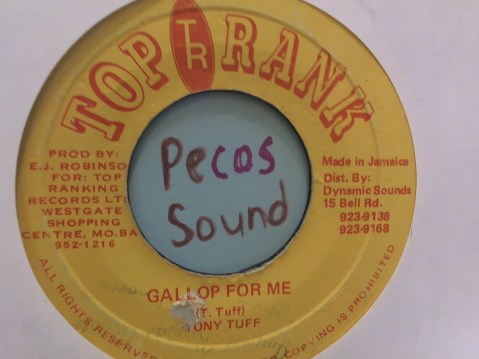 TOP RANK
TR
PROD BY:
E.J. ROBINSO
FOR: TOP
RANKING
RECORDS LT
WESTGATE
SHOPPING
CENTRE, MO.BA
952-1216
Pecos
Sound
Made in Jamaica
Dist. By:
Dynamic Sounds
15 Bell Rd.
923-9138
923-9168
GALLOP FOR ME
(T. Tuff)
TONY TUFF
ALL RIGHTS RESERVED COPYING IS PROHIBITED